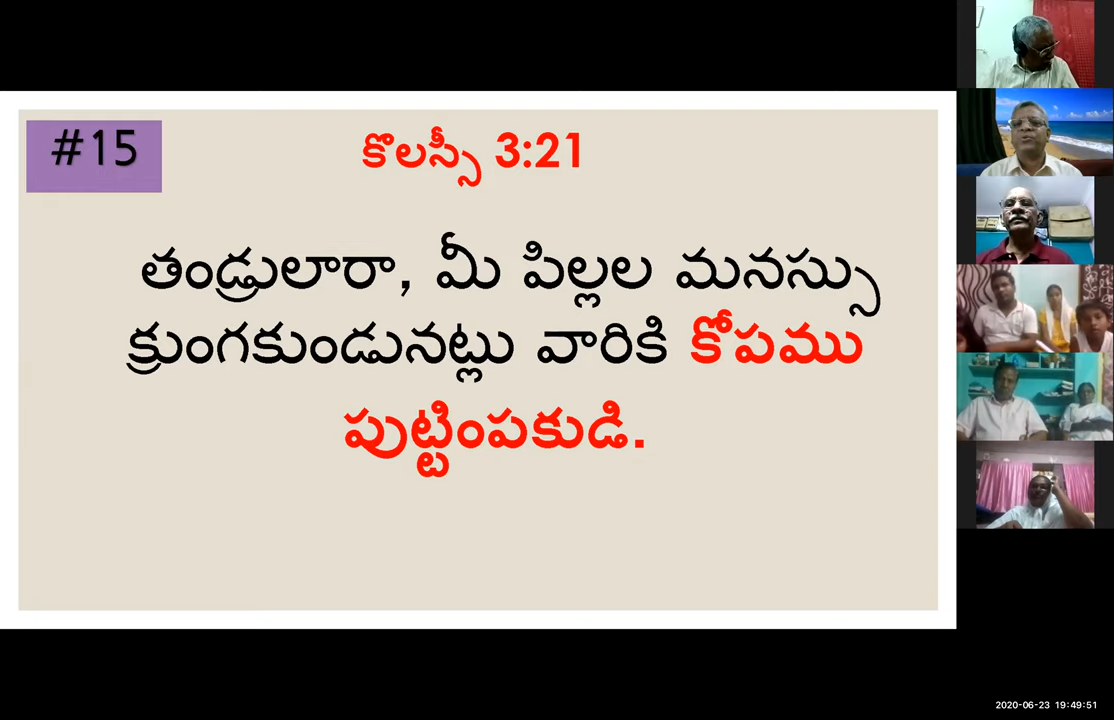 #15
కొలస్సీ 3:21
తండ్రులారా, మీ పిల్లల మనస్సు
క్రుంగకుండునట్లు వారికి కోపము
పుట్టింపకుడి.
2020-06-23 19:49:51